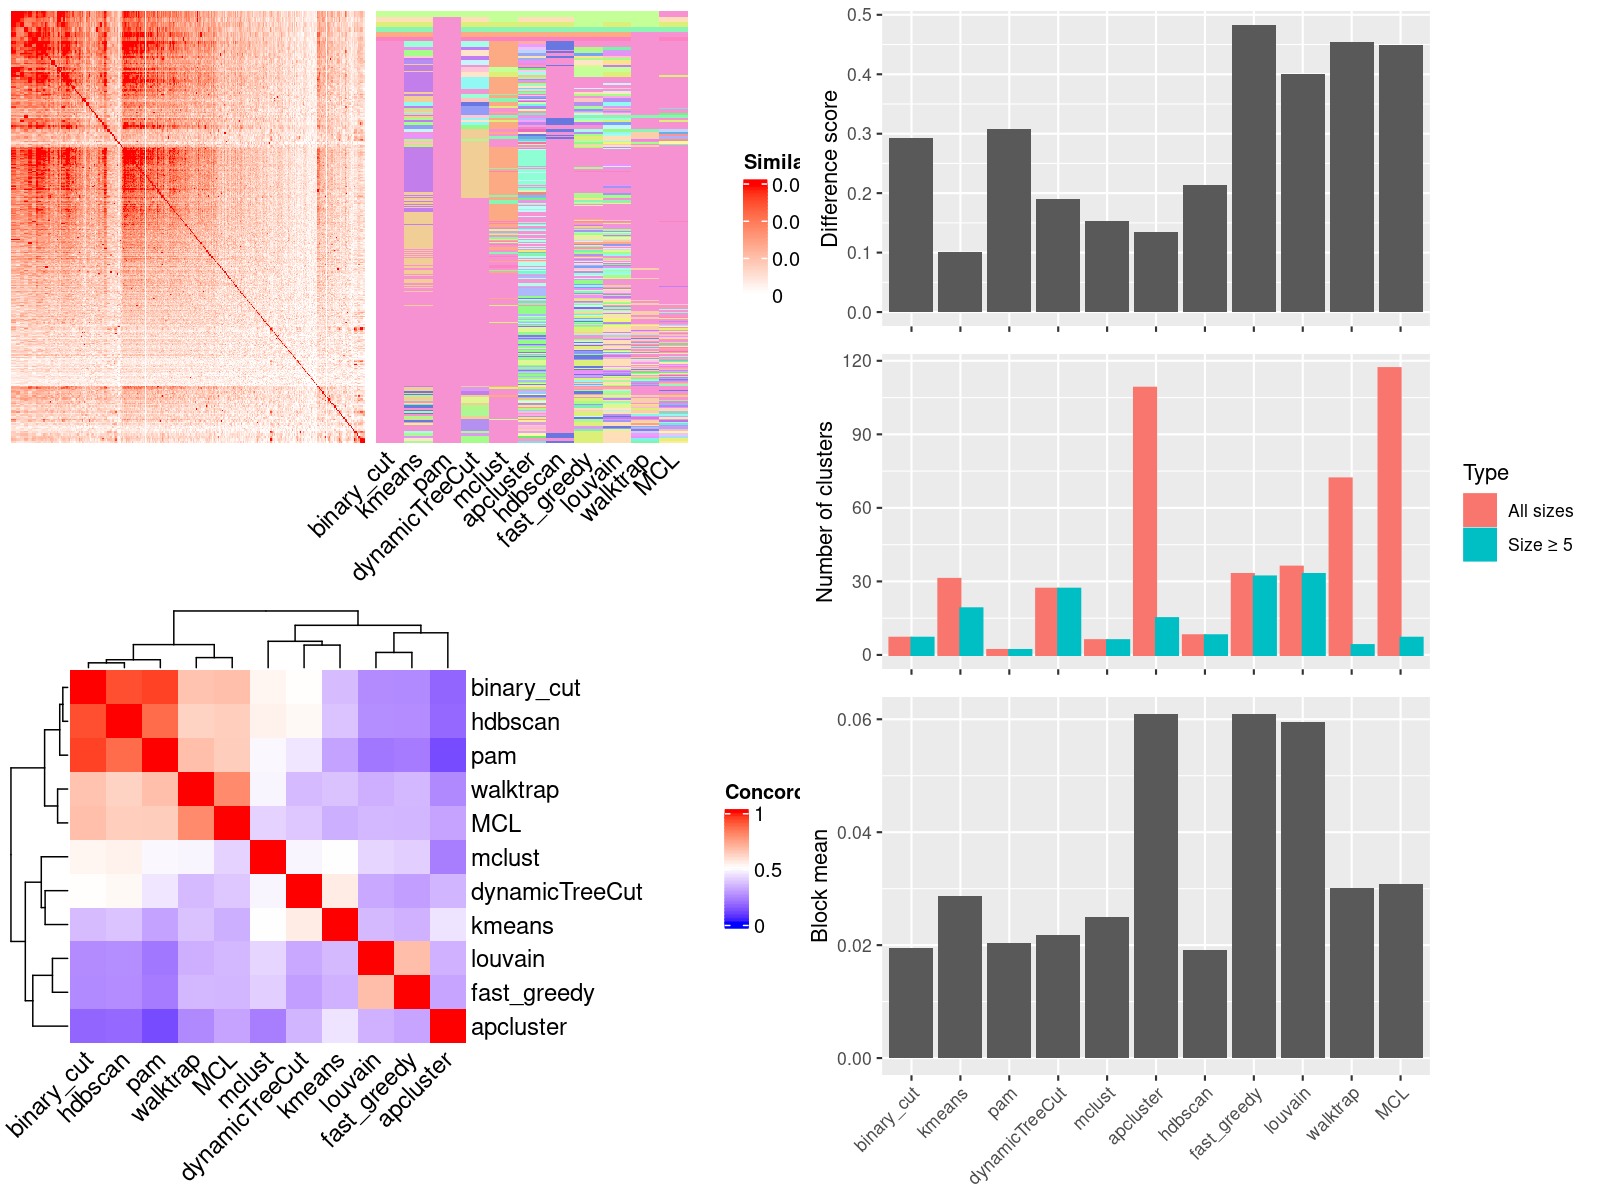 Simila
0.0
0.0
0.0
0
binary_cut
kmeans
pam
dynamicTreeCut
mclust
apcluster
hdbscan
fast_greedy
louvain
walktrap
MCL
binary_cut
hdbscan
pam
walktrap
MCL
mclust
dynamicTreeCut
kmeans
louvain
fast_greedy
apcluster
binary_cut
hdbscan
pam
walktrap
MCL
mclust
dynamicTreeCut
kmeans
louvain
fast_greedy
apcluster
Concord
1
0.5
0
Difference score
0.5
0.4
0.3
0.2
0.1
0.0
Number of clusters
120
90
60
30
0
Type
All sizes
Size ≥ 5
Block mean
0.06
0.04
0.02
0.00
binary_cut
kmeans
pam
dynamicTreeCut
mclust
apcluster
hdbscan
fast_greedy
louvain
walktrap
MCL